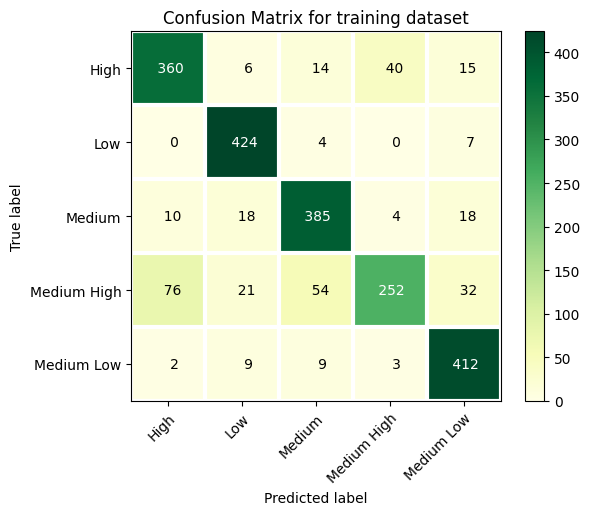 Confusion Matrix for training dataset
High 360 6 14 40 15
Low 0 424 4 0 7
Medium 10 18 385 4 18
Medium High 76 21 54 252 32
Medium Low 2 9 9 3 412
True label
High Low Medium Medium High Medium Low
Predicted label
400
350
300
250
200
150
100
50
0